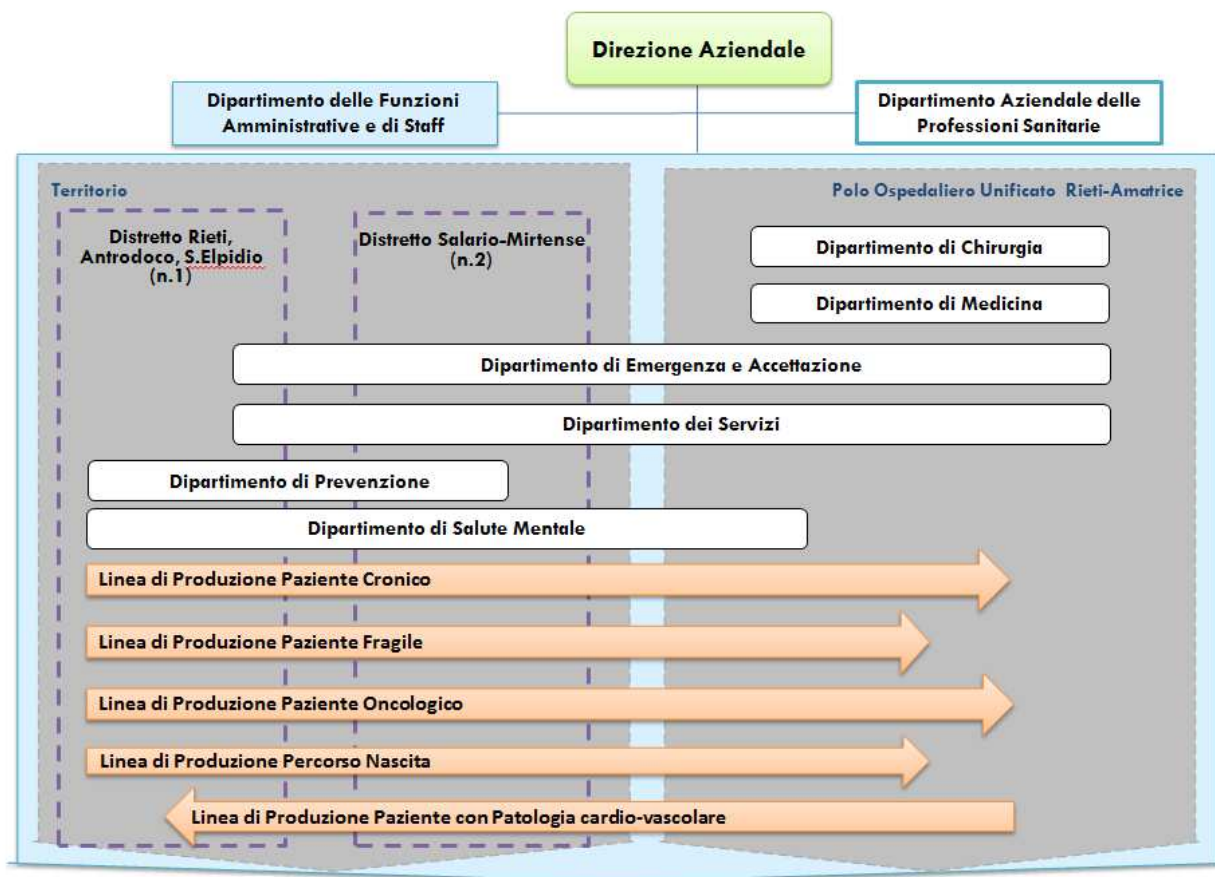 Direzione Aziendale
Dipartimento delle Funzioni
Amministrative e di Staff
Dipartimento Aziendale delle
Professioni Sanitarie
Territorio
Polo Ospedaliero Unificato Rieti-Amatrice
Distretto Rieti,
Antrodoco, S.Elpidio
(n.1)
Distretto Salario-Mirtense
(n.2)
Dipartimento di Chirurgia
Dipartimento di Medicina
Dipartimento di Emergenza e Accettazione
Dipartimento dei Servizi
Dipartimento di Prevenzione
Dipartimento di Salute Mentale
Linea di Produzione Paziente Cronico
Linea di Produzione Paziente Fragile
Linea di Produzione Paziente Oncologico
Linea di Produzione Percorso Nascita
Linea di Produzione Paziente con Patologia cardio-vascolare